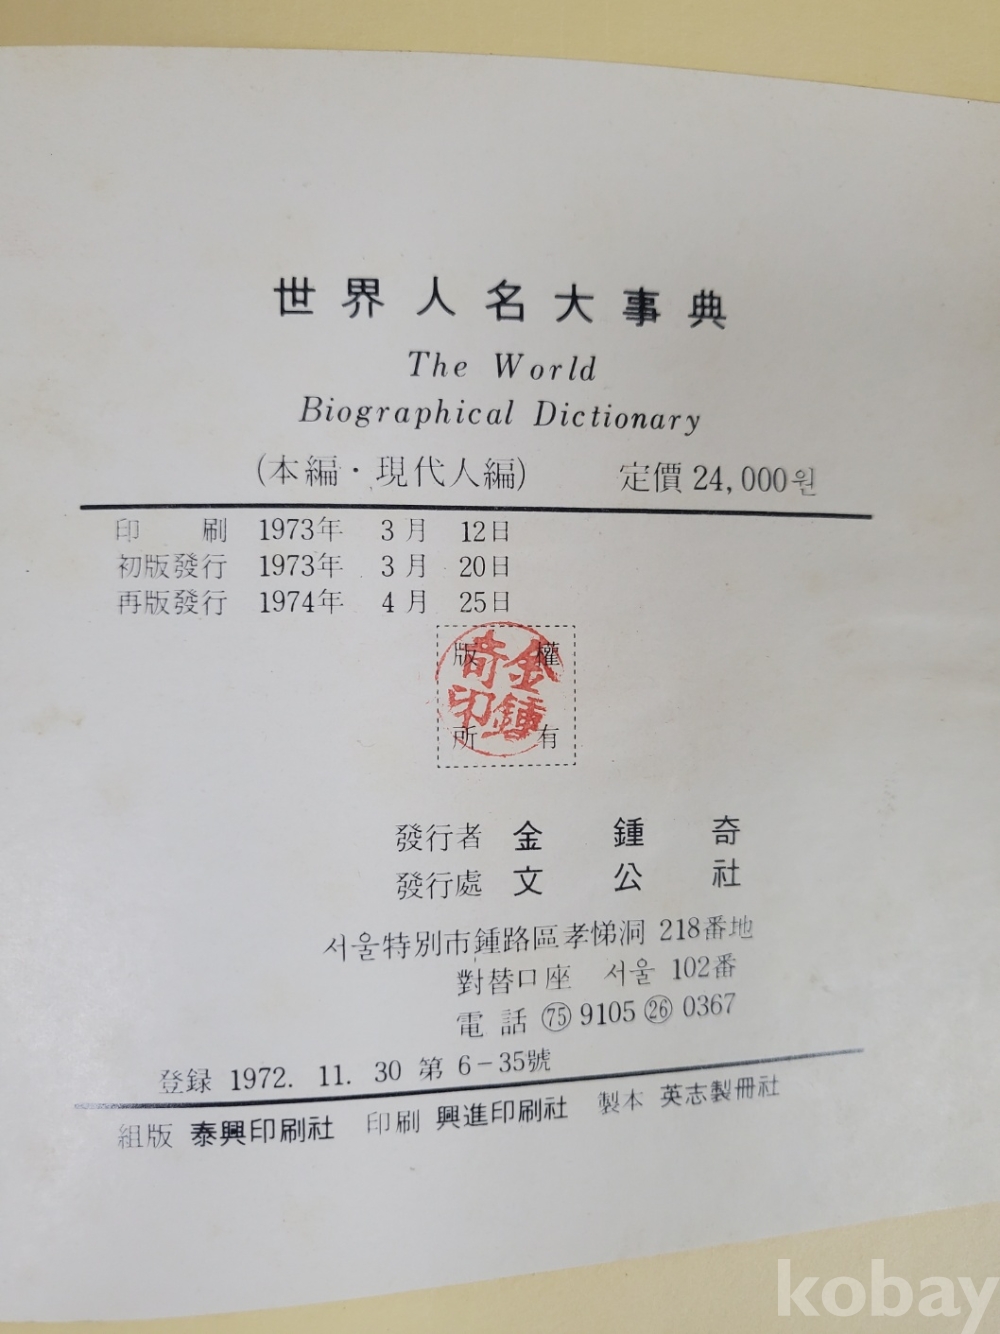 世界人名大事典
The World
Biographical Dictionary
(本編・現代人編) 定價 24,000원
印 刷 1973年 3月 12日
初版發行 1973年 3月 20日
再版發行 1974年 4月 25日
版 權
所 有
金鍾奇印
發行者 金鍾奇
發行處 文公社
서울特別市鍾路區孝悌洞 218番地
對替口座 서울 102番
電話 ㊆5 9105 ㉖ 0367
登録 1972. 11. 30 第 6-35號
組版 泰興印刷社 印刷 興進印刷社 製本 英志製冊社
kobay